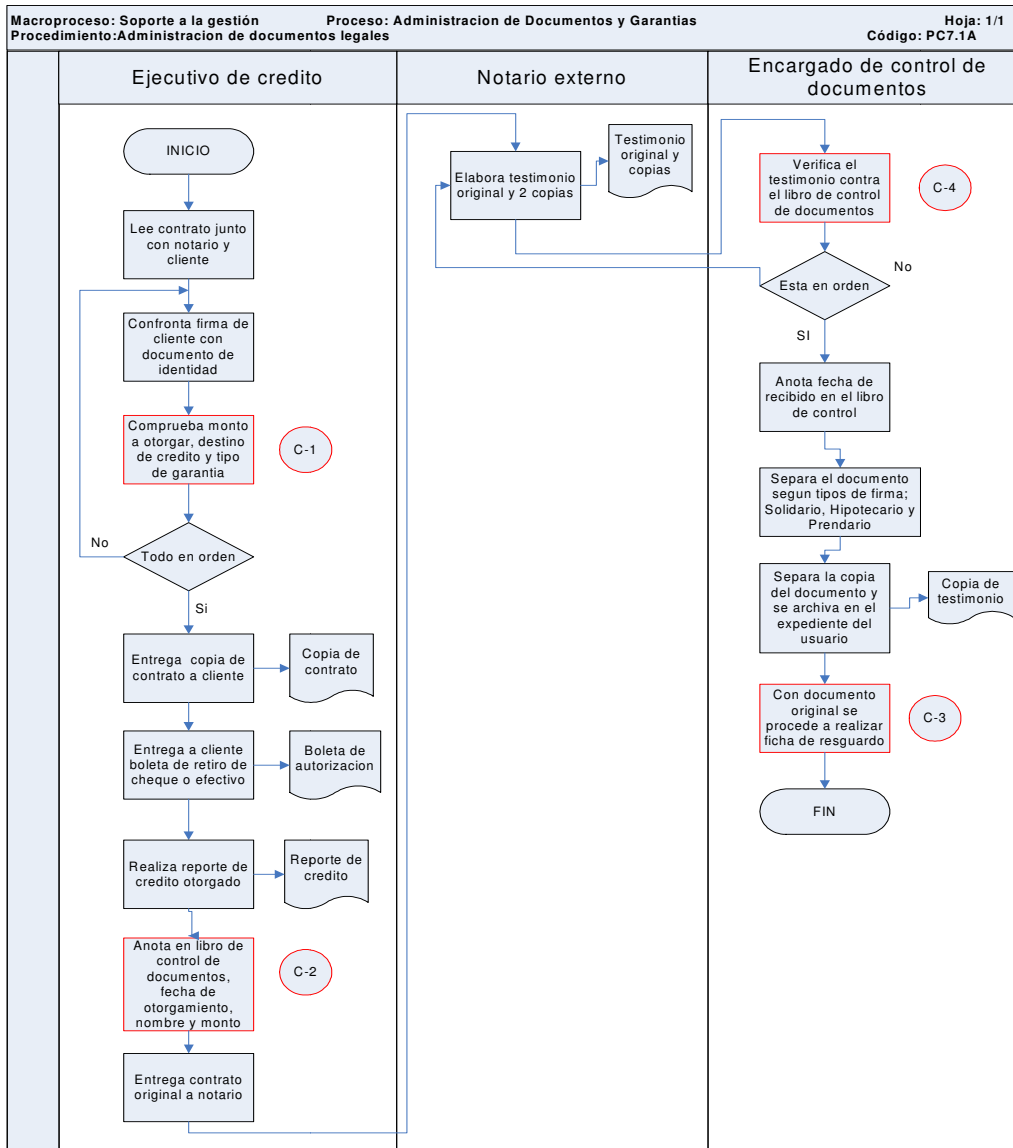 Macroproceso: Soporte a la gestión Proceso: Administracion de Documentos y Garantias Hoja: 1/1
Procedimiento:Administracion de documentos legales Código: PC7.1A
Ejecutivo de credito
Notario externo
Encargado de control de
documentos
INICIO
Lee contrato junto
con notario y
cliente
Confronta firma de
cliente con
documento de
identidad
Comprueba monto
a otorgar, destino
de credito y tipo
de garantia
C-1
Todo en orden
No
Si
Entrega copia de
contrato a cliente
Copia de
contrato
Entrega a cliente
boleta de retiro de
cheque o efectivo
Boleta de
autorizacion
Realiza reporte de
credito otorgado
Reporte de
credito
Anota en libro de
control de
documentos,
fecha de
otorgamiento,
nombre y monto
C-2
Entrega contrato
original a notario
Elabora testimonio
original y 2 copias
Testimonio
original y
copias
Verifica el
testimonio contra
el libro de control
de documentos
C-4
Esta en orden
No
SI
Anota fecha de
recibido en el libro
de control
Separa el documento
segun tipos de firma;
Solidario, Hipotecario y
Prendario
Separa la copia
del documento y
se archiva en el
expediente del
usuario
Copia de
testimonio
Con documento
original se
procede a realizar
ficha de resguardo
C-3
FIN